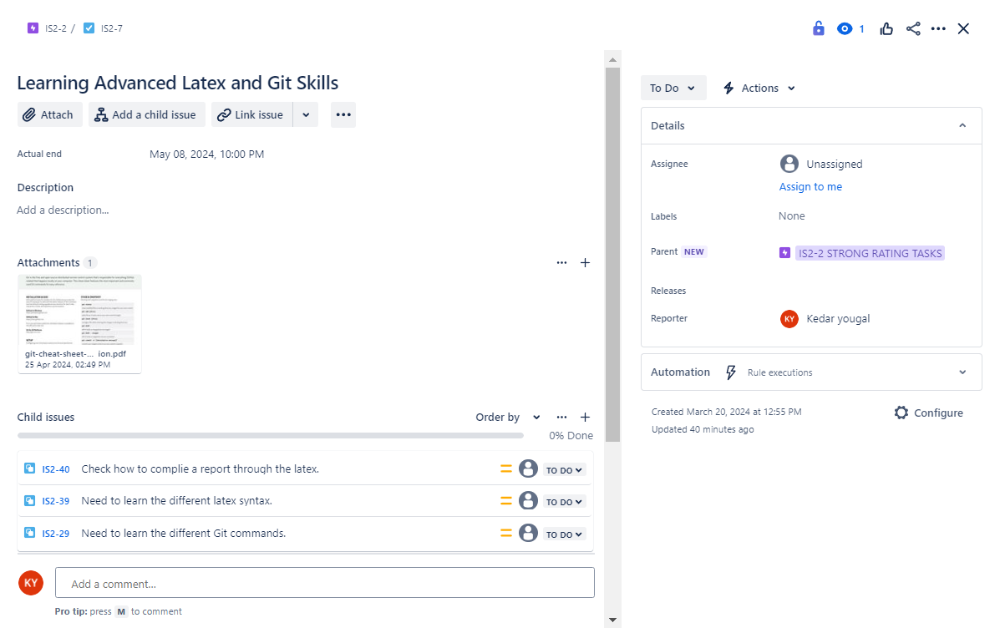 IS2-2 / IS2-7
1
Learning Advanced Latex and Git Skills
Attach
Add a child issue
Link issue
Actual end
May 08, 2024, 10:00 PM
Description
Add a description...
Attachments 1
INSTALLATION & GUIS
STAGE & SNAPSHOT
SETUP
git-cheat-sheet-... ion.pdf
25 Apr 2024, 02:49 PM
Child issues
Order by
0% Done
IS2-40 Check how to complie a report through the latex. TO DO
IS2-39 Need to learn the different latex syntax. TO DO
IS2-29 Need to learn the different Git commands. TO DO
KY
Add a comment...
Pro tip: press M to comment
To Do
Actions
Details
Assignee
Unassigned
Assign to me
Labels
None
Parent NEW
IS2-2 STRONG RATING TASKS
Releases
Reporter
KY Kedar yougal
Automation
Rule executions
Created March 20, 2024 at 12:55 PM
Updated 40 minutes ago
Configure